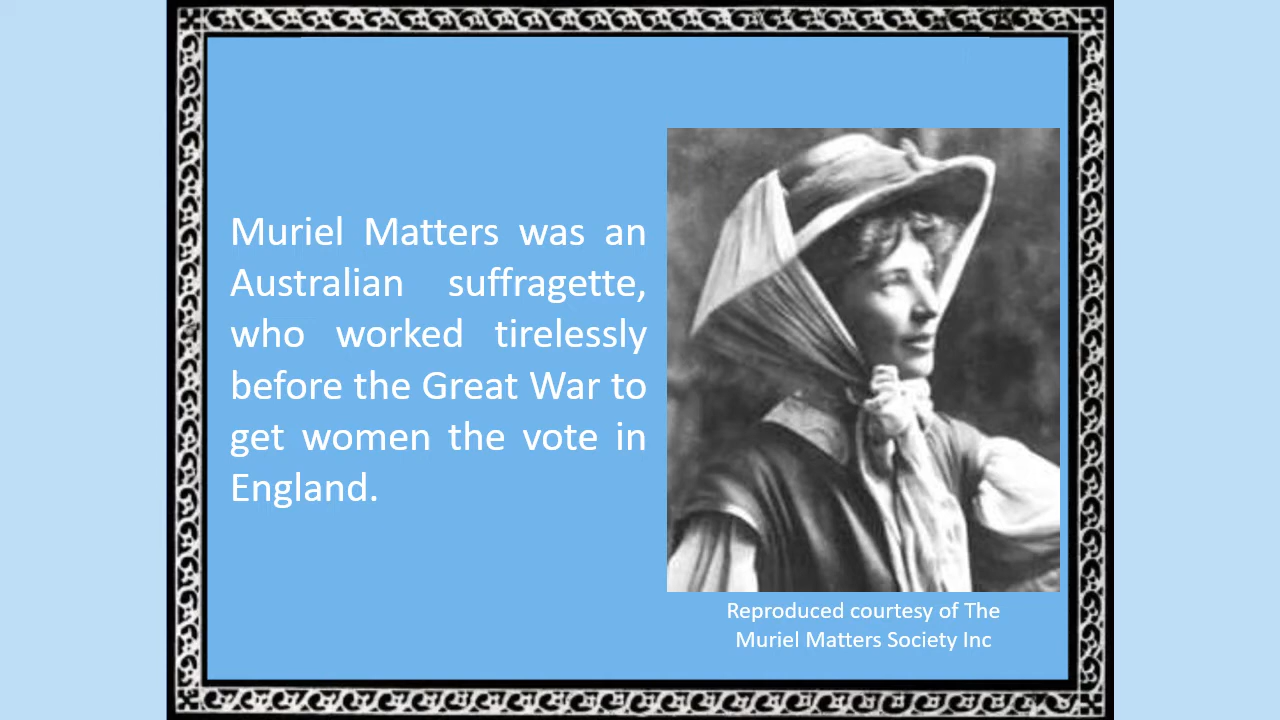 Muriel Matters was an
Australian suffragette,
who worked tirelessly
before the Great War to
get women the vote in
England.
Reproduced courtesy of The
Muriel Matters Society Inc